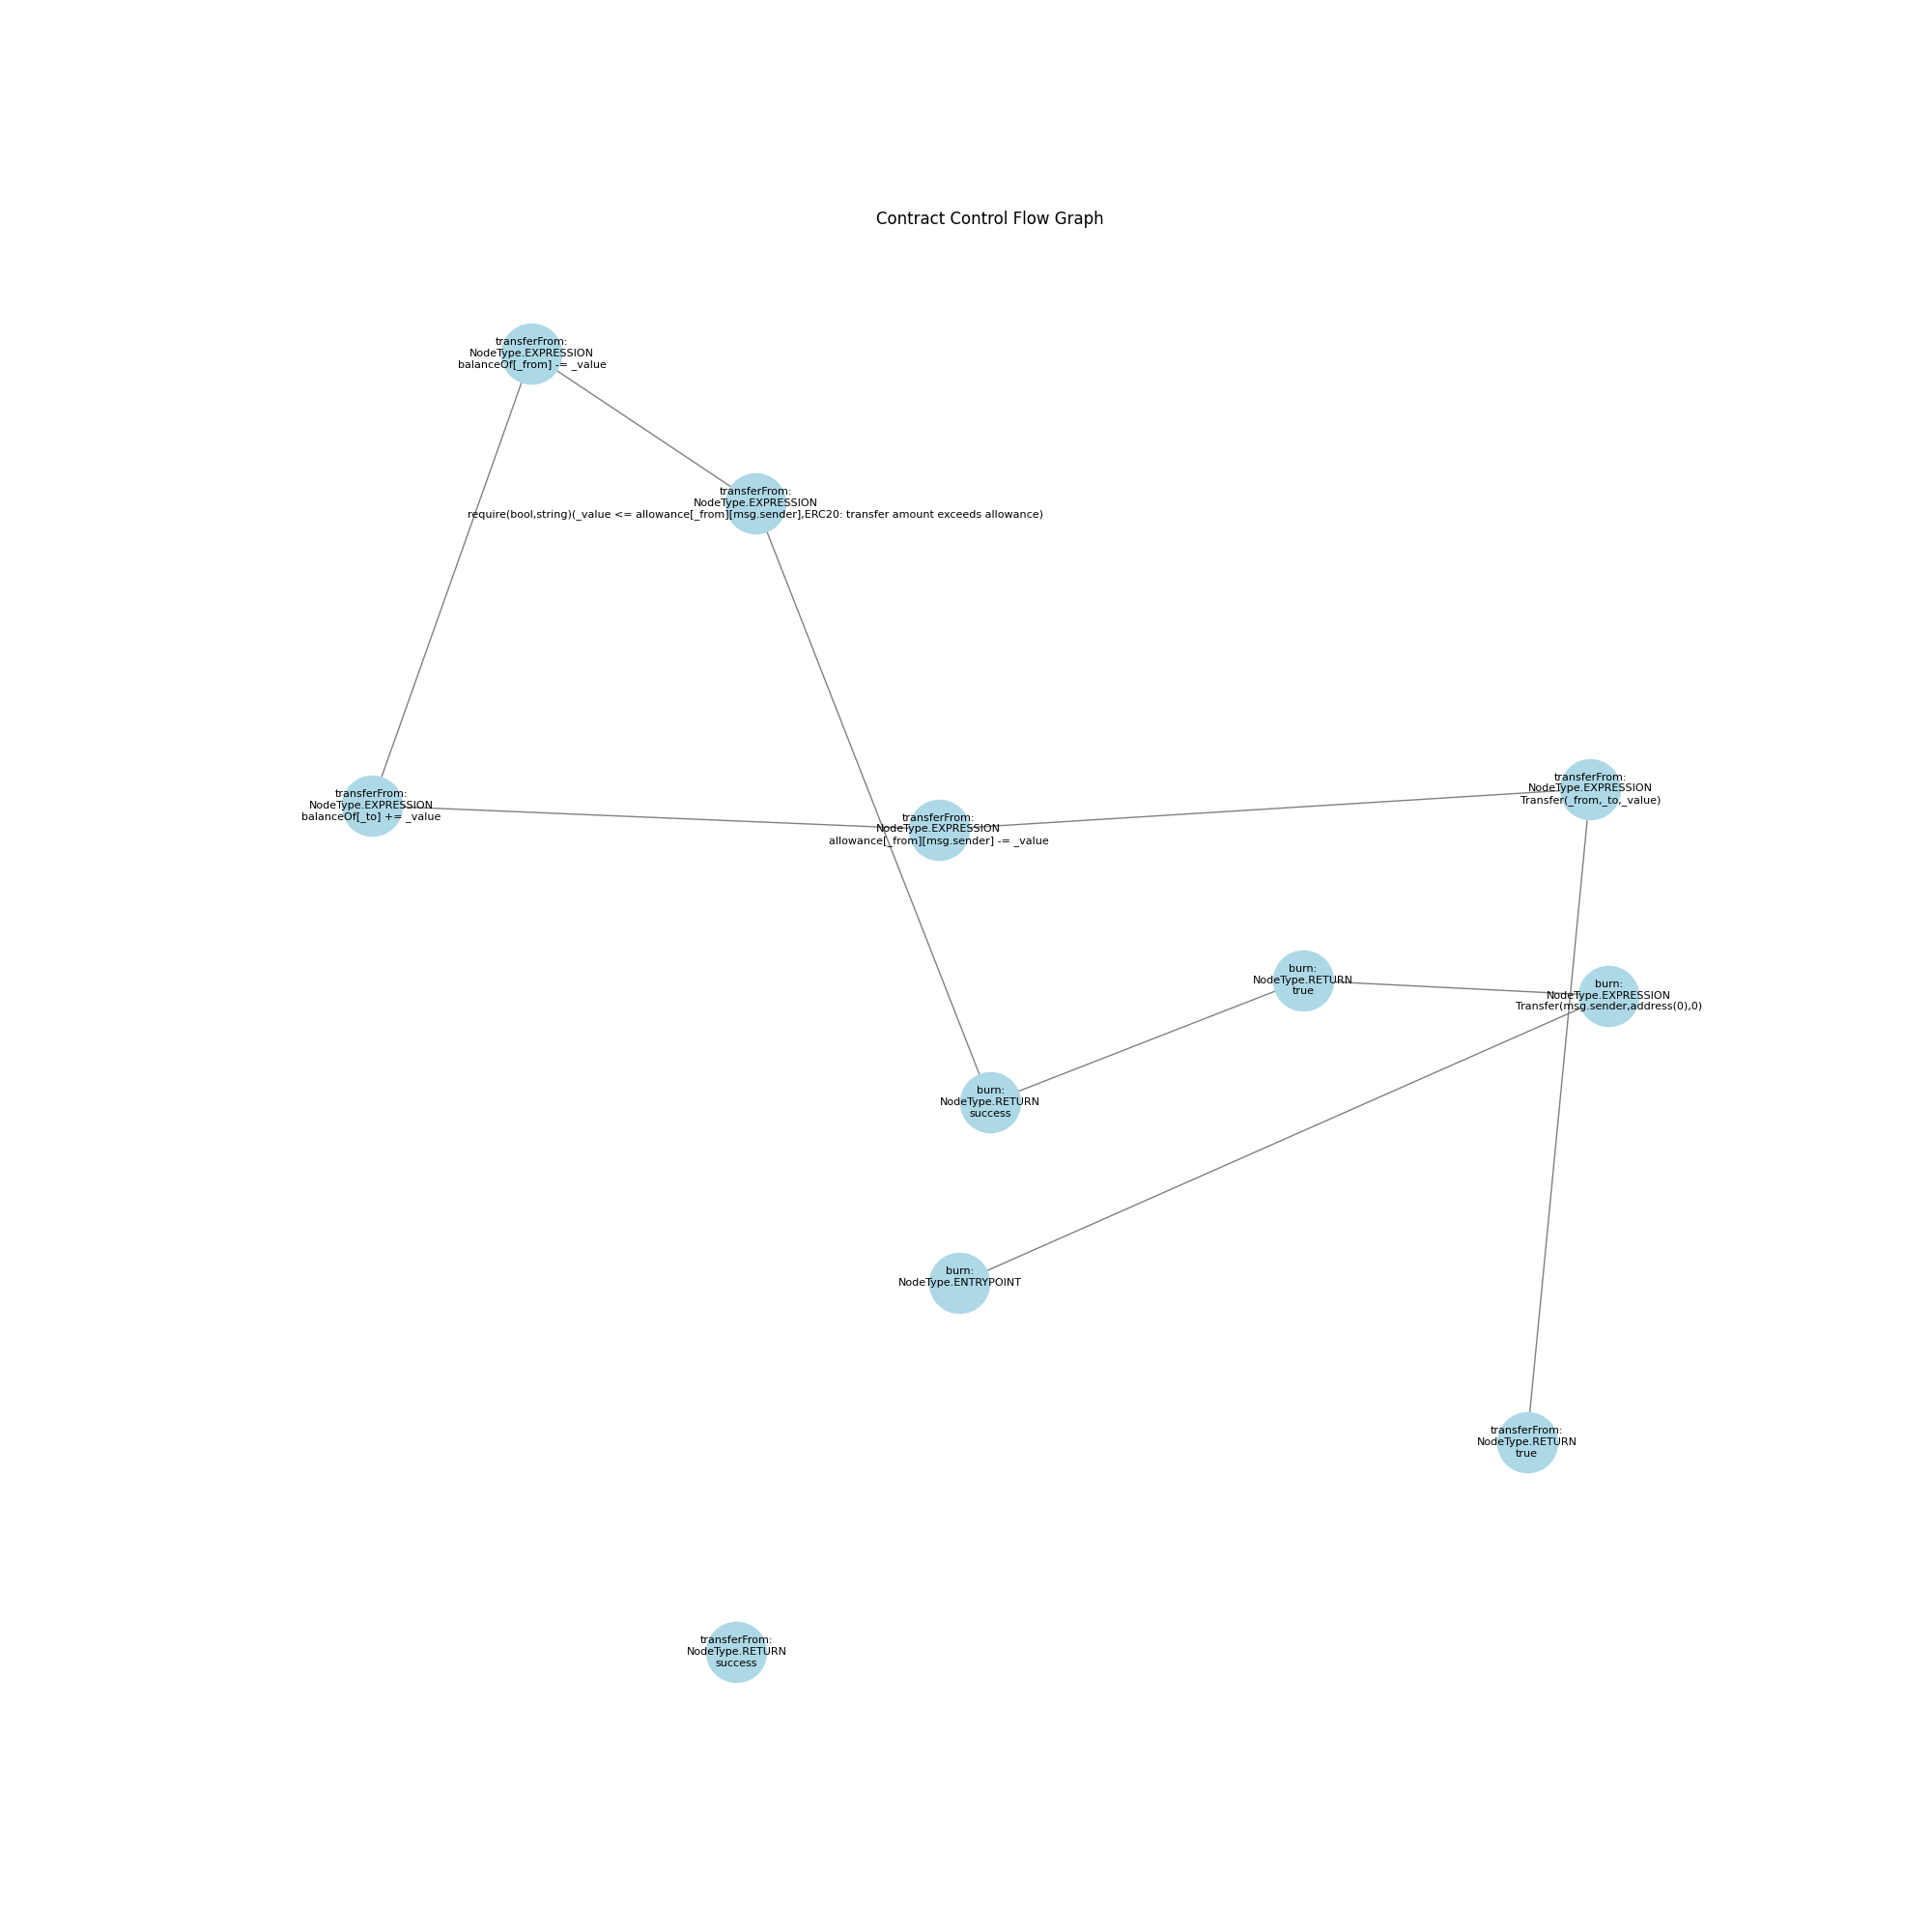 Contract Control Flow Graph
transferFrom:
NodeType.EXPRESSION
balanceOf[_from] -= _value
transferFrom:
NodeType.EXPRESSION
require(bool,string)(_value <= allowance[_from][msg.sender],ERC20: transfer amount exceeds allowance)
transferFrom:
NodeType.EXPRESSION
Transfer(_from,_to,_value)
transferFrom:
NodeType.EXPRESSION
balanceOf[_to] += _value
transferFrom:
NodeType.EXPRESSION
allowance[_from][msg.sender] -= _value
burn:
NodeType.RETURN
true
burn:
NodeType.EXPRESSION
Transfer(msg.sender,address(0),0)
burn:
NodeType.RETURN
success
burn:
NodeType.ENTRYPOINT
transferFrom:
NodeType.RETURN
true
transferFrom:
NodeType.RETURN
success